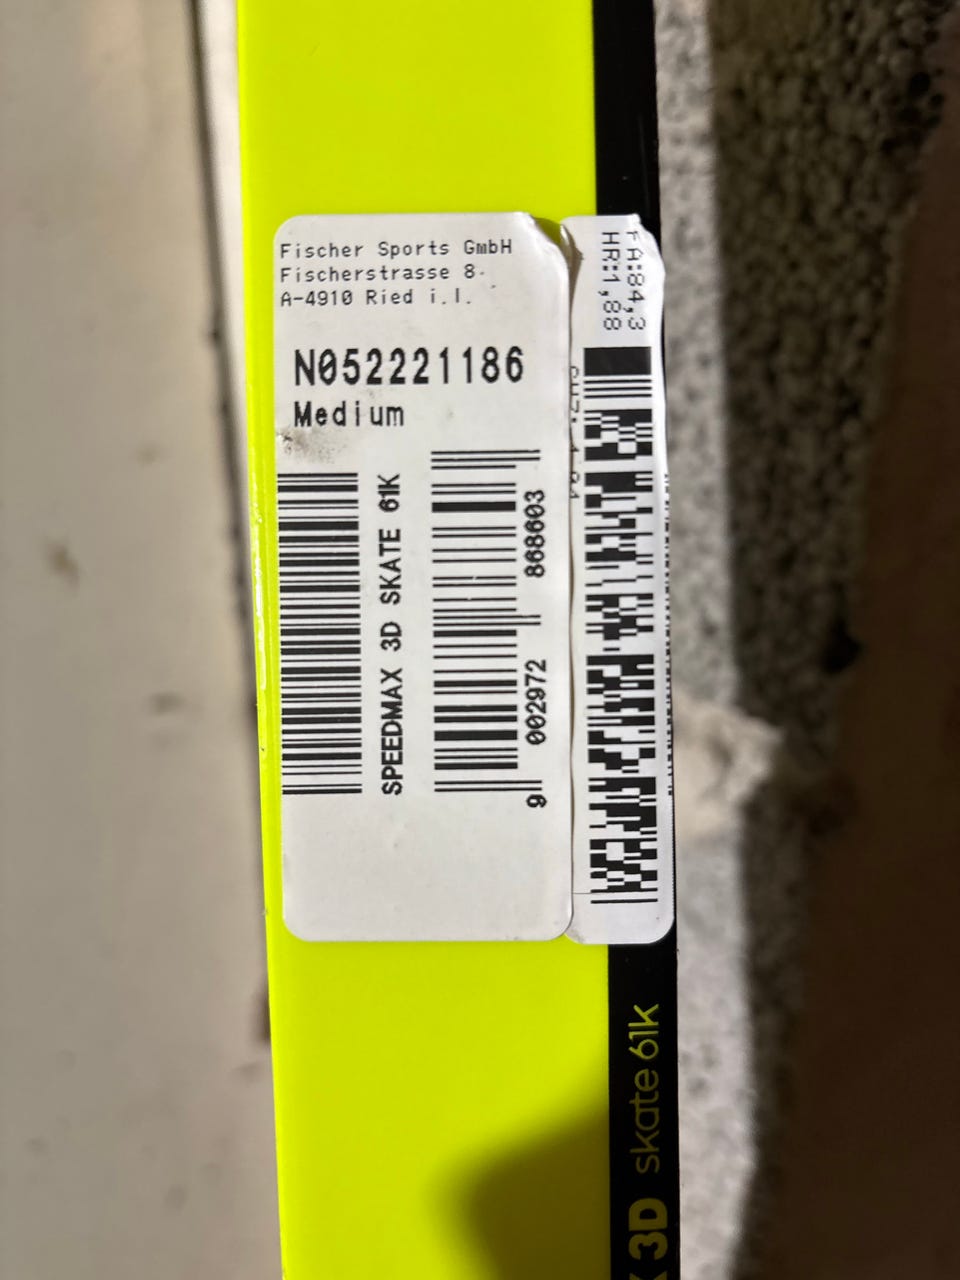 Fischer Sports GmbH
Fischerstrasse 8
A-4910 Ried i.I.
N052221186
Medium
SPEEDMAX 3D SKATE 61K
9 002972 868603
FA:84,3
HR:1,88
3D skate 61K